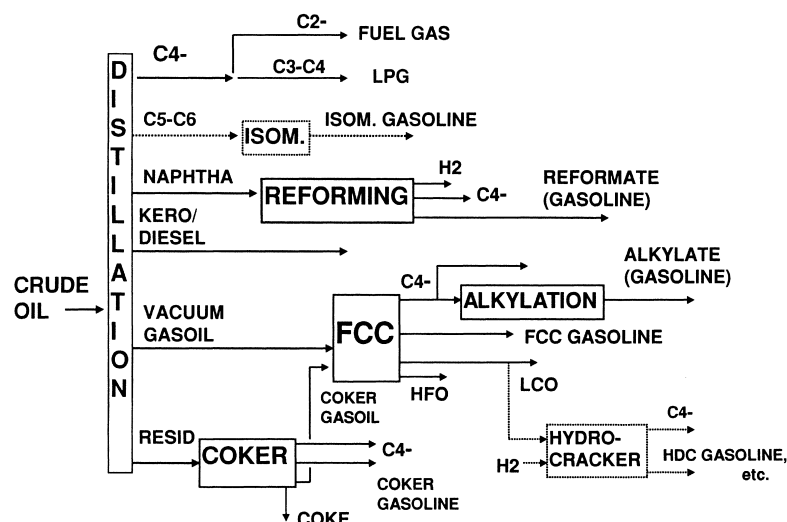 C2-
FUEL GAS
C4-
C3-C4
LPG
DISTILLATION
C5-C6
ISOM.
ISOM. GASOLINE
NAPHTHA
REFORMING
H2
C4-
REFORMATE
(GASOLINE)
KERO/
DIESEL
CRUDE
OIL
VACUUM
GASOIL
FCC
C4-
ALKYLATION
ALKYLATE
(GASOLINE)
FCC GASOLINE
LCO
HFO
COKER
GASOIL
RESID
COKER
C4-
COKER
GASOLINE
COKE
H2
HYDRO-
CRACKER
C4-
HDC GASOLINE,
etc.